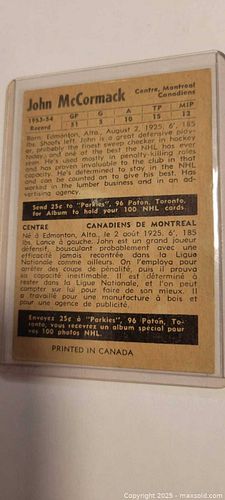 John McCormack
Centre, Montreal
Canadiens
1953-54 GP G A TP MIP
Record 51 5 10 15 12
Born, Edmonton, Alta., August 2, 1925. 6', 185
lbs. Shoots left. John is a great defensive play-
er, probably the finest sweep checker in hockey
today, and one of the best the NHL has ever
had. He's used mostly in penalty-killing roles
and has proven invaluable to the club in that
capacity. He's determined to stay in the NHL
and can be counted on to give his best. Has
worked in the lumber business and in an ad-
vertising agency.
Send 25¢ to "Parkies", 96 Paton, Toronto,
for Album to hold your 100 NHL cards.
CENTRE CANADIENS DE MONTREAL
Né à Edmonton, Alta., le 2 août 1925. 6', 185
lbs. Lance à gauche. John est un grand joueur
défensif, bousculant probablement avec une
efficacité jamais recontrée dans la Ligue
Nationale comme ailleurs. On l'employa pour
arrêter des coups de pénalité, puis il prouva
sa capacité inestimable. Il est determiné à
rester dans la Ligue Nationale, et l'on peut
compter sur lui pour faire de son mieux. Il
a travaillé pour une manufacture à bois et
pour une agence de publicité.
Envoyez 25¢ à "Parkies", 96 Paton, To-
ronto, vous recevrez un album spécial pour
vos 100 photos NHL.
PRINTED IN CANADA
Copyright 2025 - maxsold.com